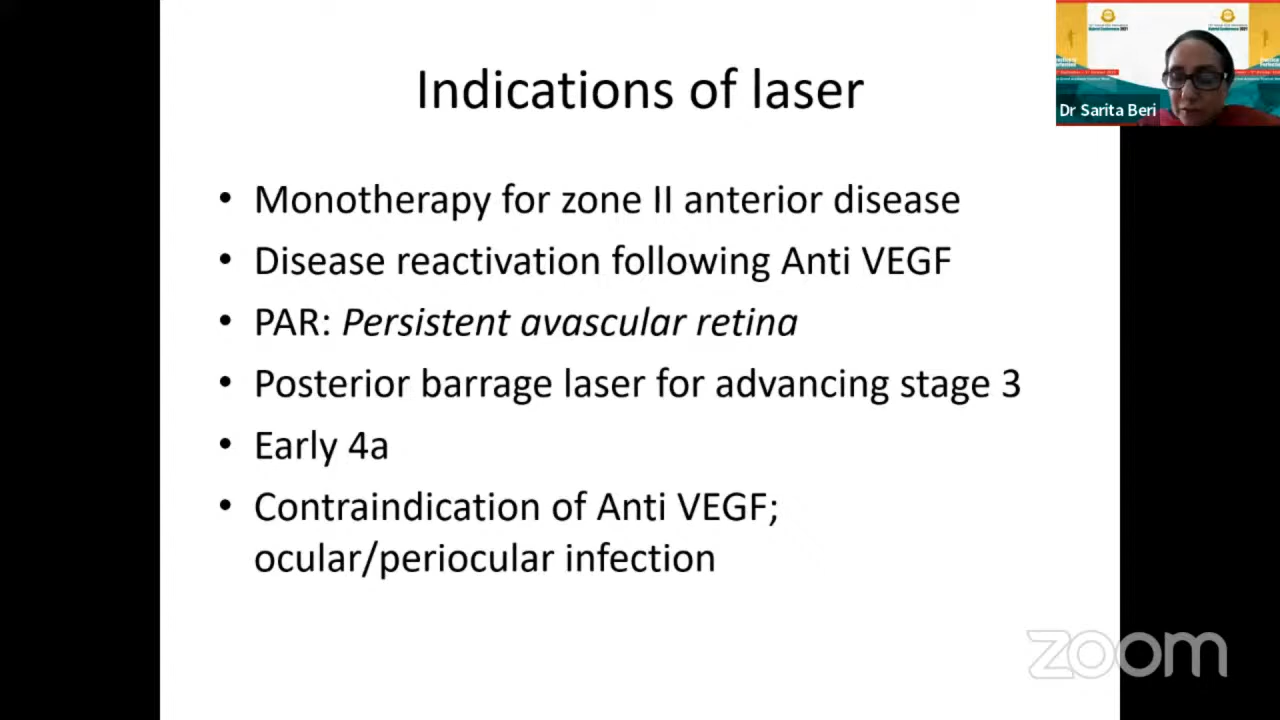 Indications of laser
Dr Sarita Beri
• Monotherapy for zone II anterior disease
• Disease reactivation following Anti VEGF
• PAR: Persistent avascular retina
• Posterior barrage laser for advancing stage 3
• Early 4a
• Contraindication of Anti VEGF;
ocular/periocular infection
zoom